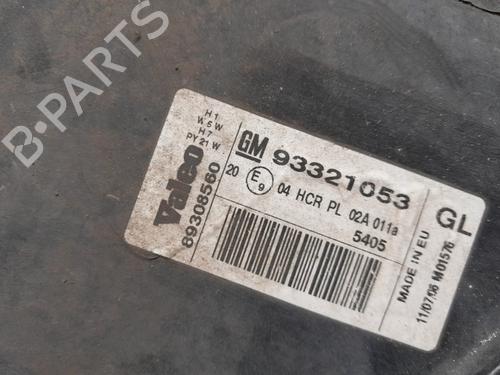 B-PARTS
H1
W5W
H7
PY21W
Valeo
89308560
GM 93321053
20 E9 04 HCR PL 02A 011a
5405
GL
MADE IN EU
11/07/06 M01576